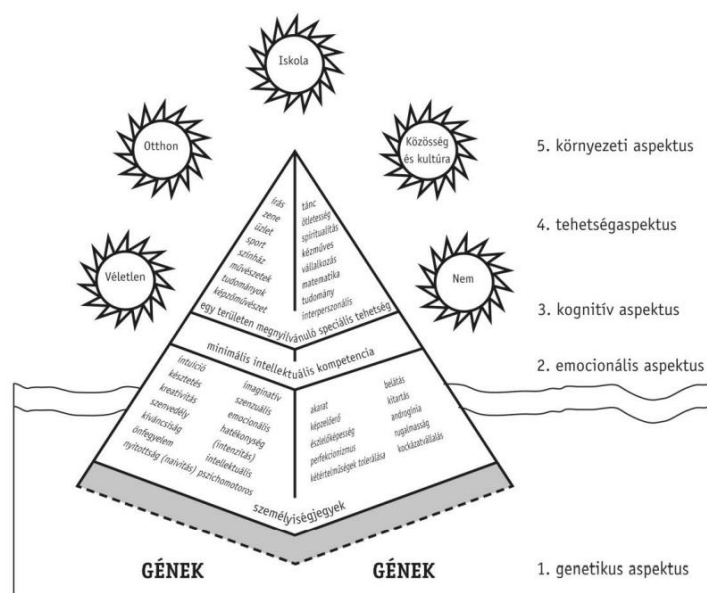 Iskola
Otthon
Közösség
és kultúra
Véletlen
Nem
írás
zene
üzlet
sport
színház
művészetek
tudományok
képzőművészet
tánc
ötletesség
spiritualitás
kézműves
vállalkozás
matematika
tudomány
interperszonális
egy területen megnyilvánuló speciális tehetség
minimális intellektuális kompetencia
intuíció
késztetés
kreativitás
szenvedély
kíváncsiság
önfegyelem
nyitottság (naivitás)
imaginatív
szenzuális
emocionális
hatékonyság
(intenzitás)
intellektuális
pszichomotoros
akarat
képzelőerő
észlelőképesség
perfekcionizmus
kétértelműségek tolerálása
belátás
kitartás
androgínia
rugalmasság
kockázatvállalás
személyiségjegyek
GÉNEK
GÉNEK
5. környezeti aspektus
4. tehetségaspektus
3. kognitív aspektus
2. emocionális aspektus
1. genetikus aspektus